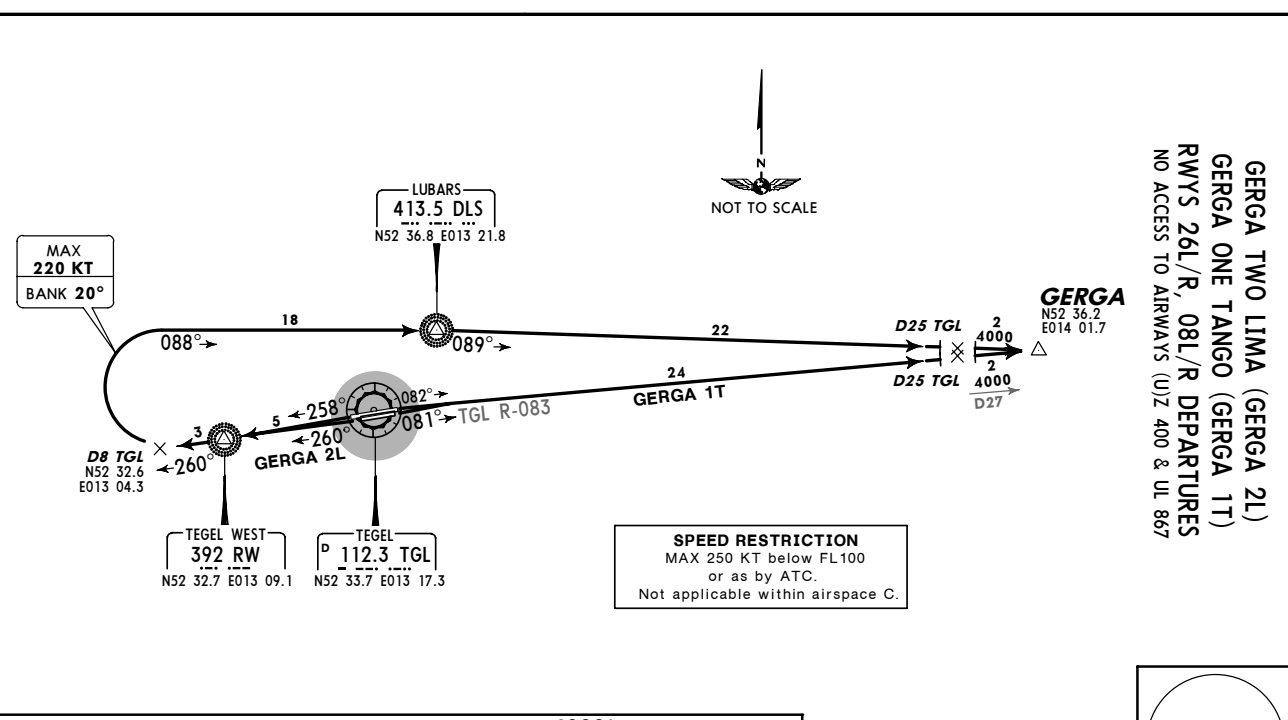 GERGA TWO LIMA (GERGA 2L)
GERGA ONE TANGO (GERGA 1T)
RWYS 26L/R, 08L/R DEPARTURES
NO ACCESS TO AIRWAYS (U)Z 400 & UL 867
N
NOT TO SCALE
LUBARS
413.5 DLS
N52 36.8 E013 21.8
MAX
220 KT
BANK 20°
18
088°
089°
22
D25 TGL
2
4000
GERGA
N52 36.2
E014 01.7
D25 TGL
2
4000
D27
24
GERGA 1T
082°
081°
TGL R-083
258°
5
260°
GERGA 2L
3
260°
D8 TGL
N52 32.6
E013 04.3
TEGEL WEST
392 RW
N52 32.7 E013 09.1
TEGEL
D 112.3 TGL
N52 33.7 E013 17.3
SPEED RESTRICTION
MAX 250 KT below FL100
or as by ATC.
Not applicable within airspace C.